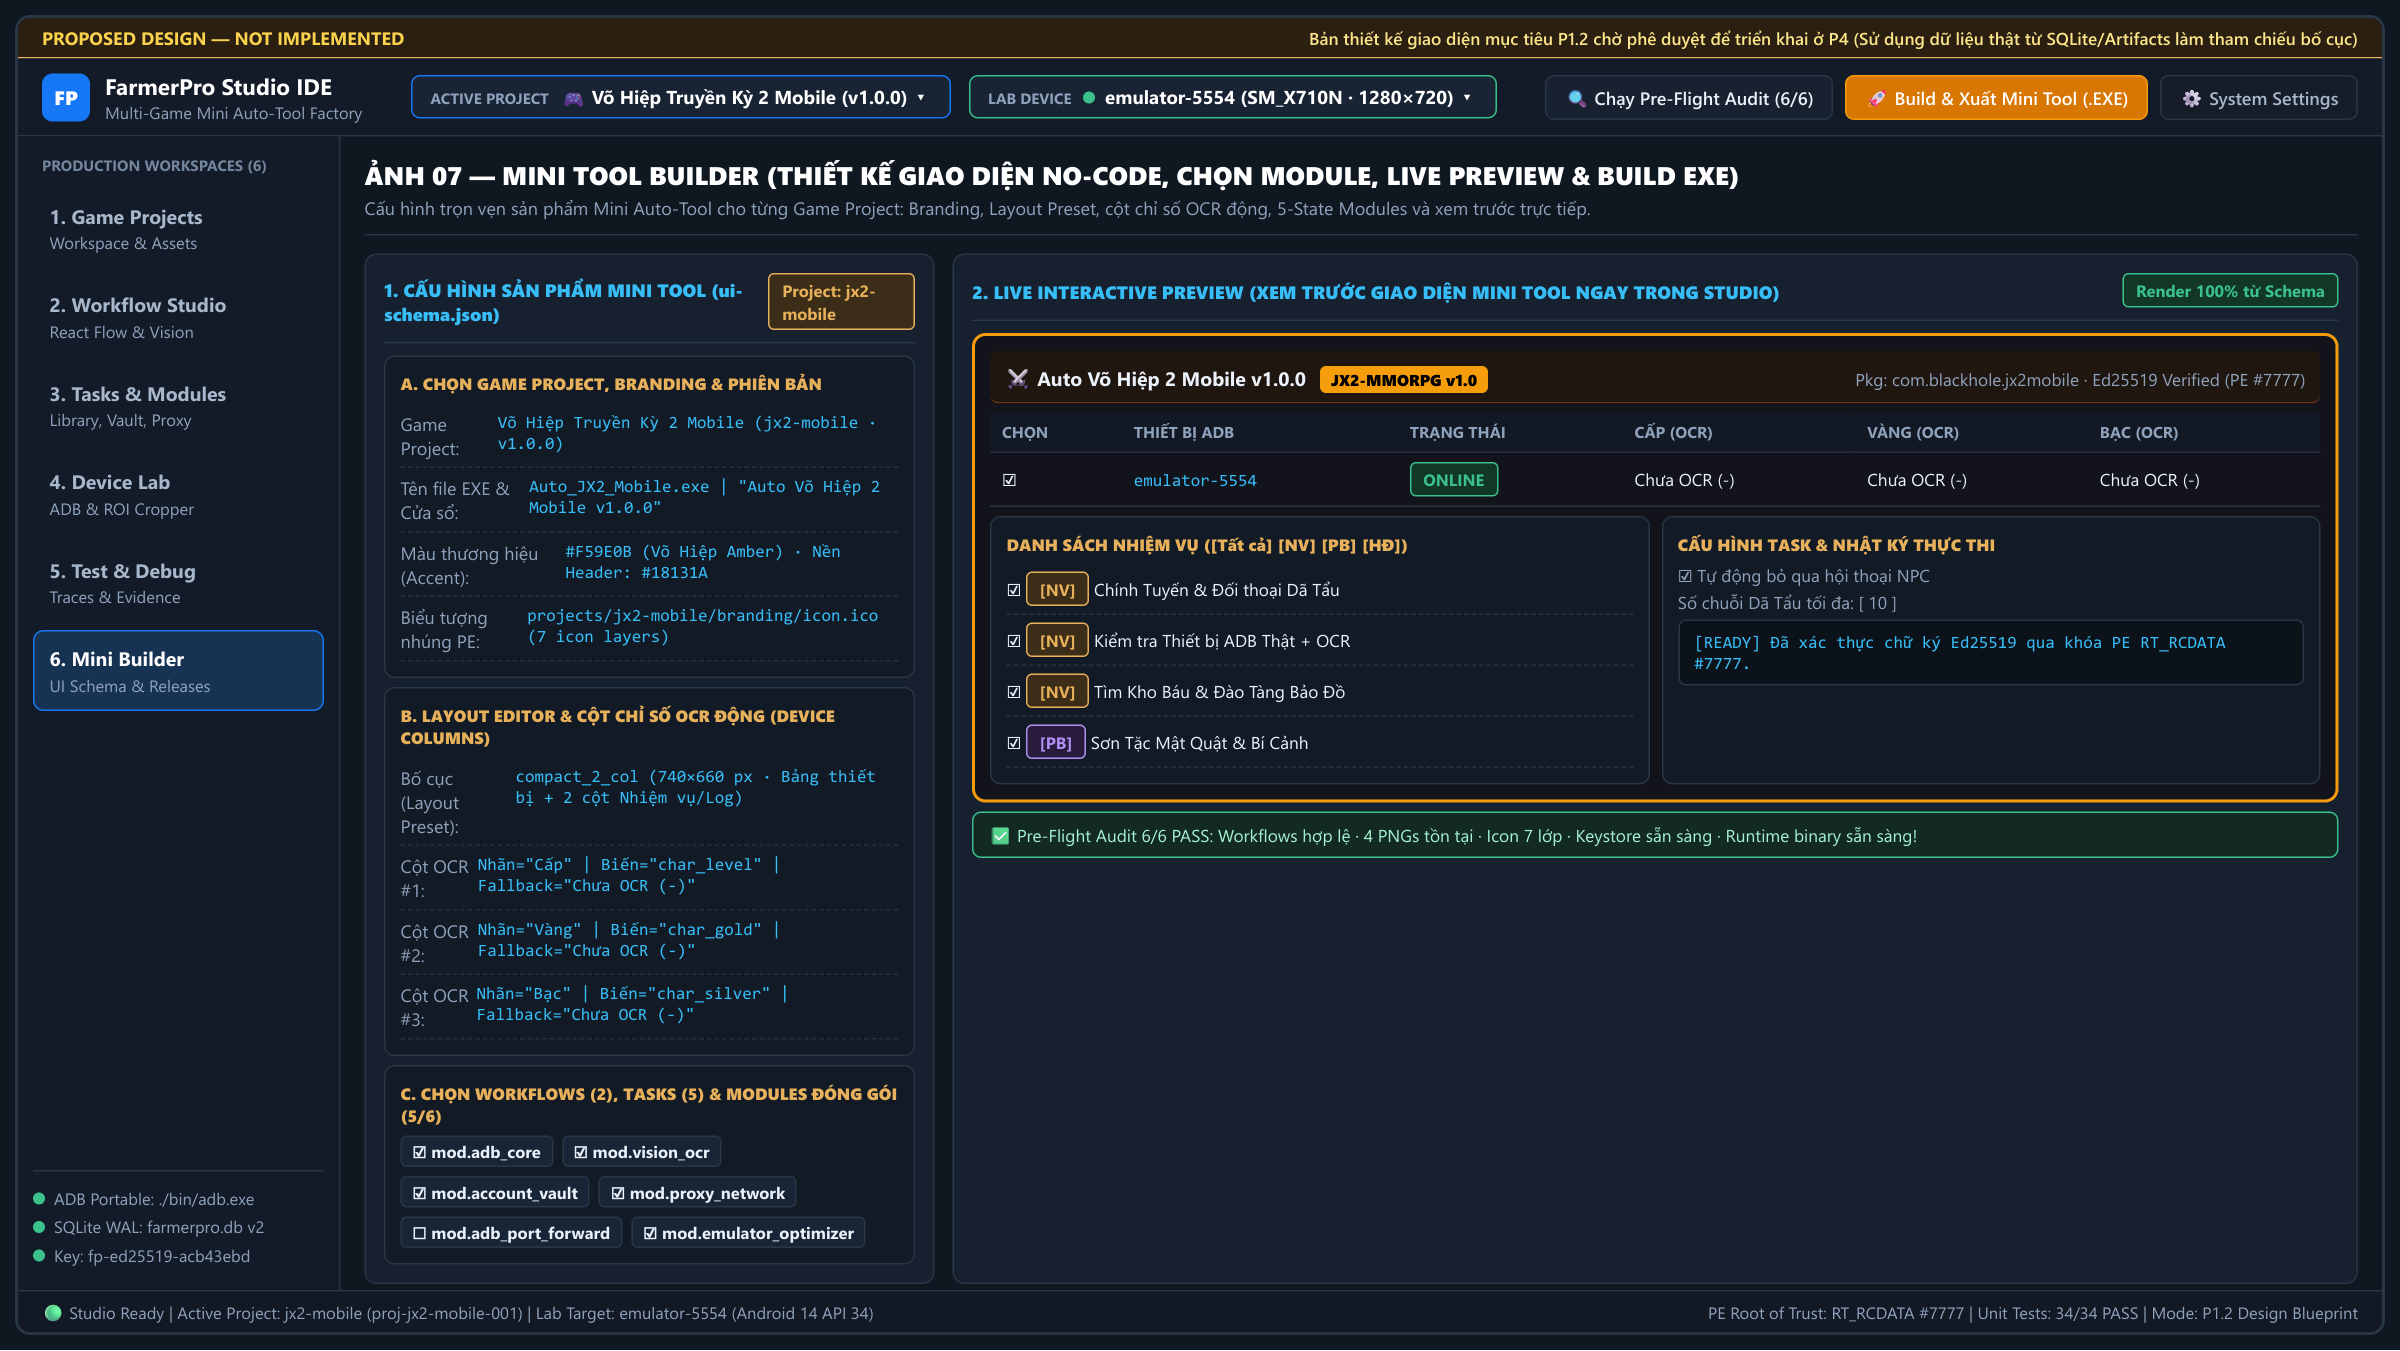 PROPOSED DESIGN — NOT IMPLEMENTED
Bản thiết kế giao diện mục tiêu P1.2 chờ phê duyệt để triển khai ở P4 (Sử dụng dữ liệu thật từ SQLite/Artifacts làm tham chiếu bố cục)
FP
FarmerPro Studio IDE
Multi-Game Mini Auto-Tool Factory
ACTIVE PROJECT 🎮 Võ Hiệp Truyền Kỳ 2 Mobile (v1.0.0) ▾
LAB DEVICE ● emulator-5554 (SM_X710N · 1280×720) ▾
🔍 Chạy Pre-Flight Audit (6/6)
🚀 Build & Xuất Mini Tool (.EXE)
⚙️ System Settings
PRODUCTION WORKSPACES (6)
1. Game Projects
Workspace & Assets
2. Workflow Studio
React Flow & Vision
3. Tasks & Modules
Library, Vault, Proxy
4. Device Lab
ADB & ROI Cropper
5. Test & Debug
Traces & Evidence
6. Mini Builder
UI Schema & Releases
ADB Portable: ./bin/adb.exe
SQLite WAL: farmerpro.db v2
Key: fp-ed25519-acb43ebd
ẢNH 07 — MINI TOOL BUILDER (THIẾT KẾ GIAO DIỆN NO-CODE, CHỌN MODULE, LIVE PREVIEW & BUILD EXE)
Cấu hình trọn vẹn sản phẩm Mini Auto-Tool cho từng Game Project: Branding, Layout Preset, cột chỉ số OCR động, 5-State Modules và xem trước trực tiếp.
1. CẤU HÌNH SẢN PHẨM MINI TOOL (ui-
schema.json)
Project: jx2-
mobile
A. CHỌN GAME PROJECT, BRANDING & PHIÊN BẢN
Game
Project:
Võ Hiệp Truyền Kỳ 2 Mobile (jx2-mobile ·
v1.0.0)
Tên file EXE &
Cửa sổ:
Auto_JX2_Mobile.exe | "Auto Võ Hiệp 2
Mobile v1.0.0"
Màu thương hiệu
(Accent):
#F59E0B (Võ Hiệp Amber) · Nền
Header: #18131A
Biểu tượng
nhúng PE:
projects/jx2-mobile/branding/icon.ico
(7 icon layers)
B. LAYOUT EDITOR & CỘT CHỈ SỐ OCR ĐỘNG (DEVICE
COLUMNS)
Bố cục
(Layout
Preset):
compact_2_col (740×660 px · Bảng thiết
bị + 2 cột Nhiệm vụ/Log)
Cột OCR
#1:
Nhãn="Cấp" | Biến="char_level" |
Fallback="Chưa OCR (-)"
Cột OCR
#2:
Nhãn="Vàng" | Biến="char_gold" |
Fallback="Chưa OCR (-)"
Cột OCR
#3:
Nhãn="Bạc" | Biến="char_silver" |
Fallback="Chưa OCR (-)"
C. CHỌN WORKFLOWS (2), TASKS (5) & MODULES ĐÓNG GÓI
(5/6)
☑ mod.adb_core ☑ mod.vision_ocr
☑ mod.account_vault ☑ mod.proxy_network
☐ mod.adb_port_forward ☑ mod.emulator_optimizer
2. LIVE INTERACTIVE PREVIEW (XEM TRƯỚC GIAO DIỆN MINI TOOL NGAY TRONG STUDIO)
Render 100% từ Schema
⚔️ Auto Võ Hiệp 2 Mobile v1.0.0 JX2-MMORPG v1.0
Pkg: com.blackhole.jx2mobile · Ed25519 Verified (PE #7777)
CHỌN THIẾT BỊ ADB TRẠNG THÁI CẤP (OCR) VÀNG (OCR) BẠC (OCR)
☑ emulator-5554 ONLINE Chưa OCR (-) Chưa OCR (-) Chưa OCR (-)
DANH SÁCH NHIỆM VỤ ([Tất cả] [NV] [PB] [HĐ])
☑ [NV] Chính Tuyến & Đối thoại Dã Tẩu
☑ [NV] Kiểm tra Thiết bị ADB Thật + OCR
☑ [NV] Tìm Kho Báu & Đào Tàng Bảo Đồ
☑ [PB] Sơn Tặc Mật Quật & Bí Cảnh
CẤU HÌNH TASK & NHẬT KÝ THỰC THI
☑ Tự động bỏ qua hội thoại NPC
Số chuỗi Dã Tẩu tối đa: [ 10 ]
[READY] Đã xác thực chữ ký Ed25519 qua khóa PE RT_RCDATA
#7777.
✅ Pre-Flight Audit 6/6 PASS: Workflows hợp lệ · 4 PNGs tồn tại · Icon 7 lớp · Keystore sẵn sàng · Runtime binary sẵn sàng!
Studio Ready | Active Project: jx2-mobile (proj-jx2-mobile-001) | Lab Target: emulator-5554 (Android 14 API 34)
PE Root of Trust: RT_RCDATA #7777 | Unit Tests: 34/34 PASS | Mode: P1.2 Design Blueprint